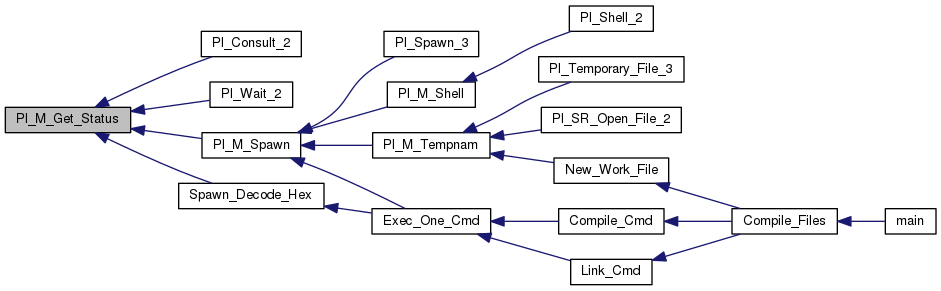 Pl_Shell_2
Pl_Consult_2
Pl_Spawn_3
Pl_Temporary_File_3
Pl_Wait_2
Pl_M_Shell
Pl_M_Get_Status
Pl_SR_Open_File_2
Pl_M_Spawn
Pl_M_Tempnam
New_Work_File
Spawn_Decode_Hex
Exec_One_Cmd
Compile_Cmd
Compile_Files
main
Link_Cmd